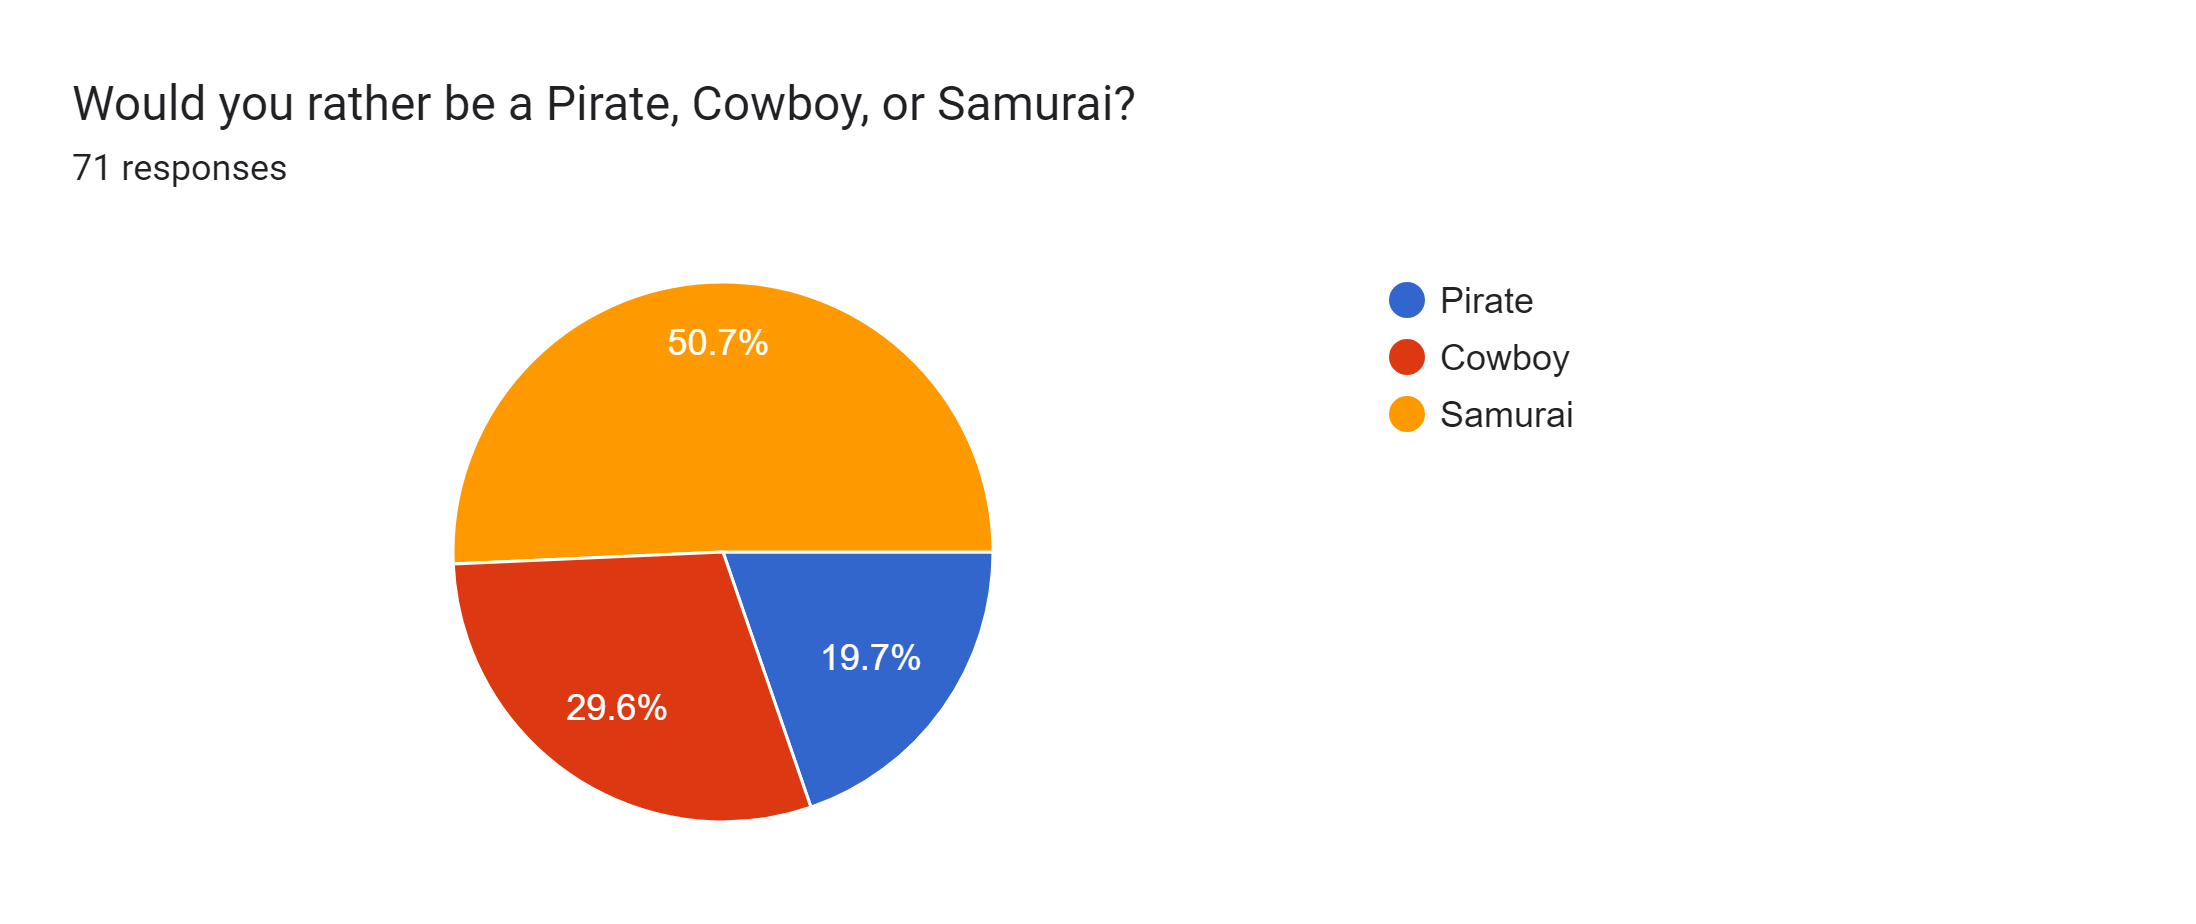 Would you rather be a Pirate, Cowboy, or Samurai?
71 responses
50.7%
19.7%
29.6%
Pirate
Cowboy
Samurai